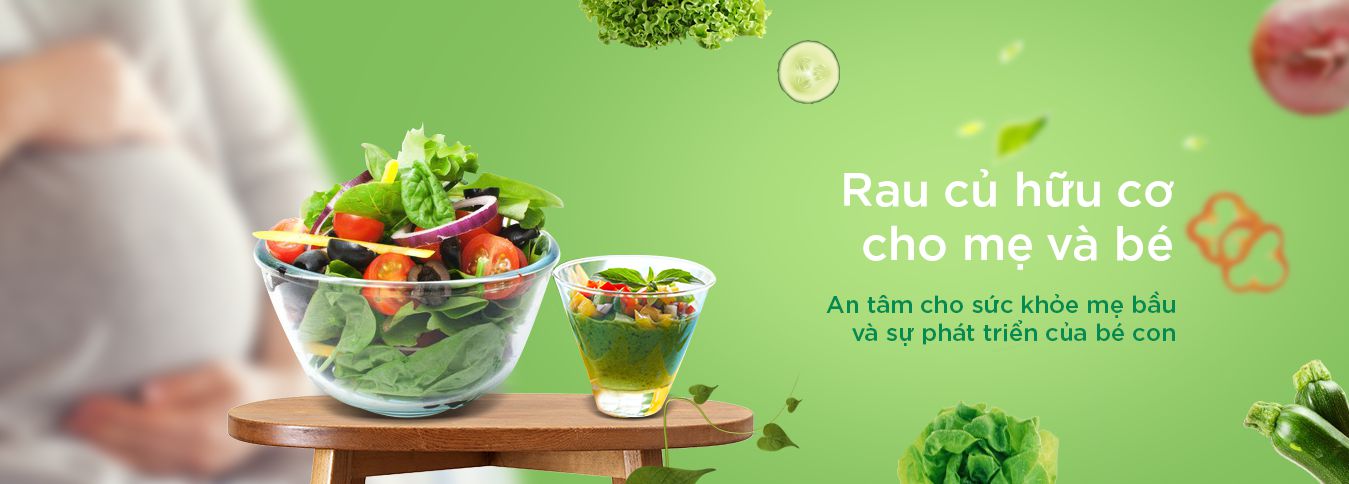 Rau củ hữu cơ
cho mẹ và bé
An tâm cho sức khỏe mẹ bầu
và sự phát triển của bé con